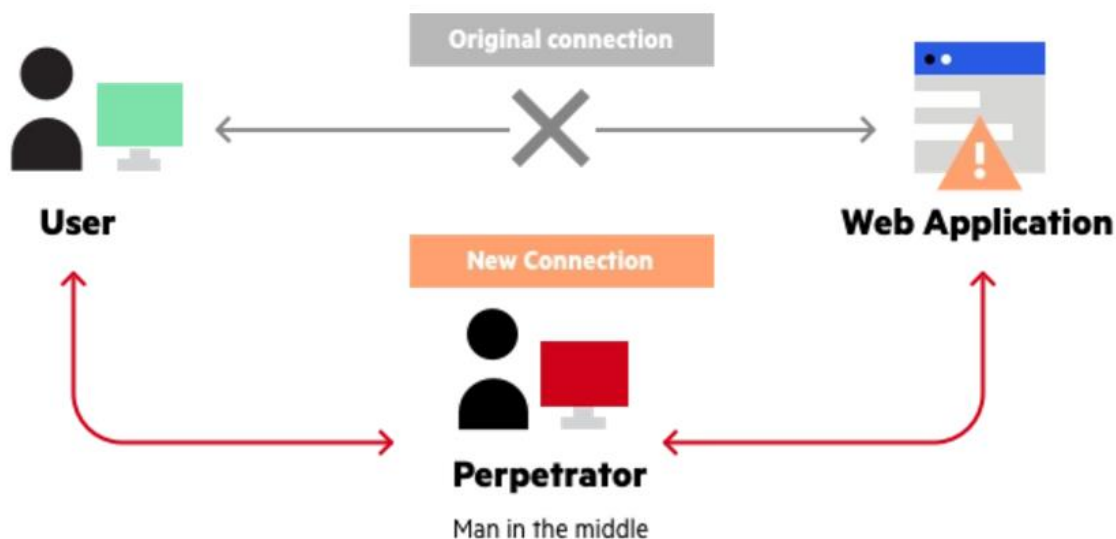 Original connection
User
Web Application
New Connection
Perpetrator
Man in the middle